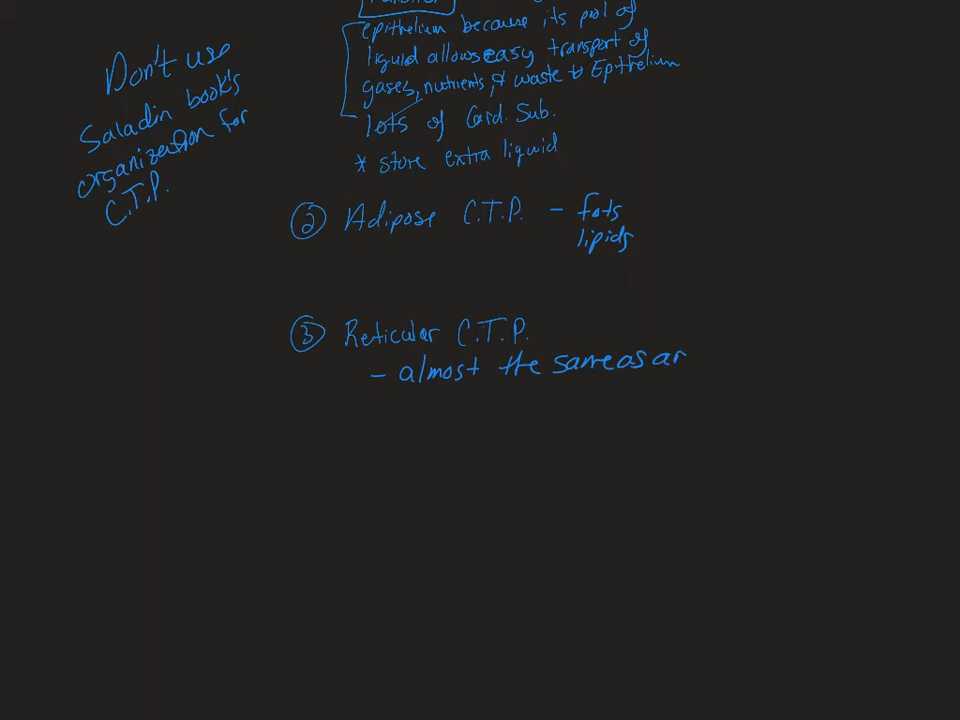 Don't use
Saladin book's
organization for
C.T.P.
epithelium because its pool of
liquid allows easy transport of
gases, nutrients, & waste to Epithelium
lots of Grd. Sub.
* store extra liquid
② Adipose C.T.P. - fats
lipids
③ Reticular C.T.P.
- almost the same as ar